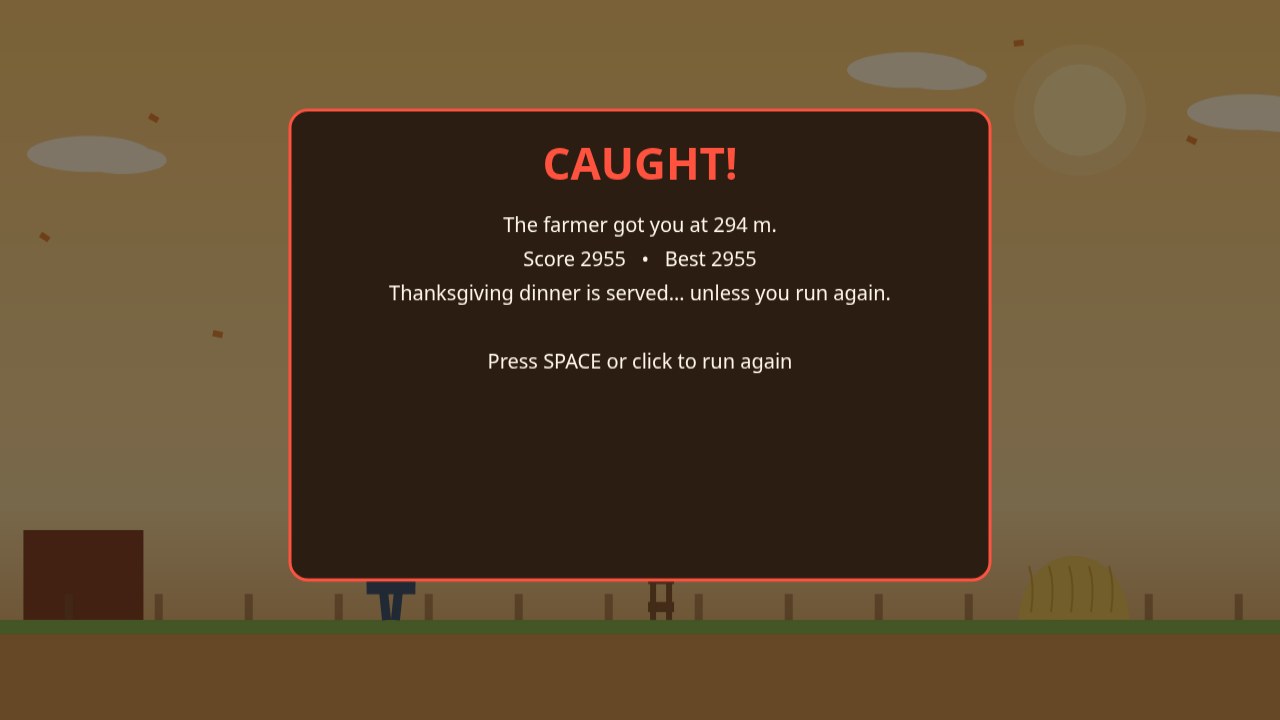 CAUGHT!
The farmer got you at 294 m.
Score 2955 • Best 2955
Thanksgiving dinner is served... unless you run again.
Press SPACE or click to run again